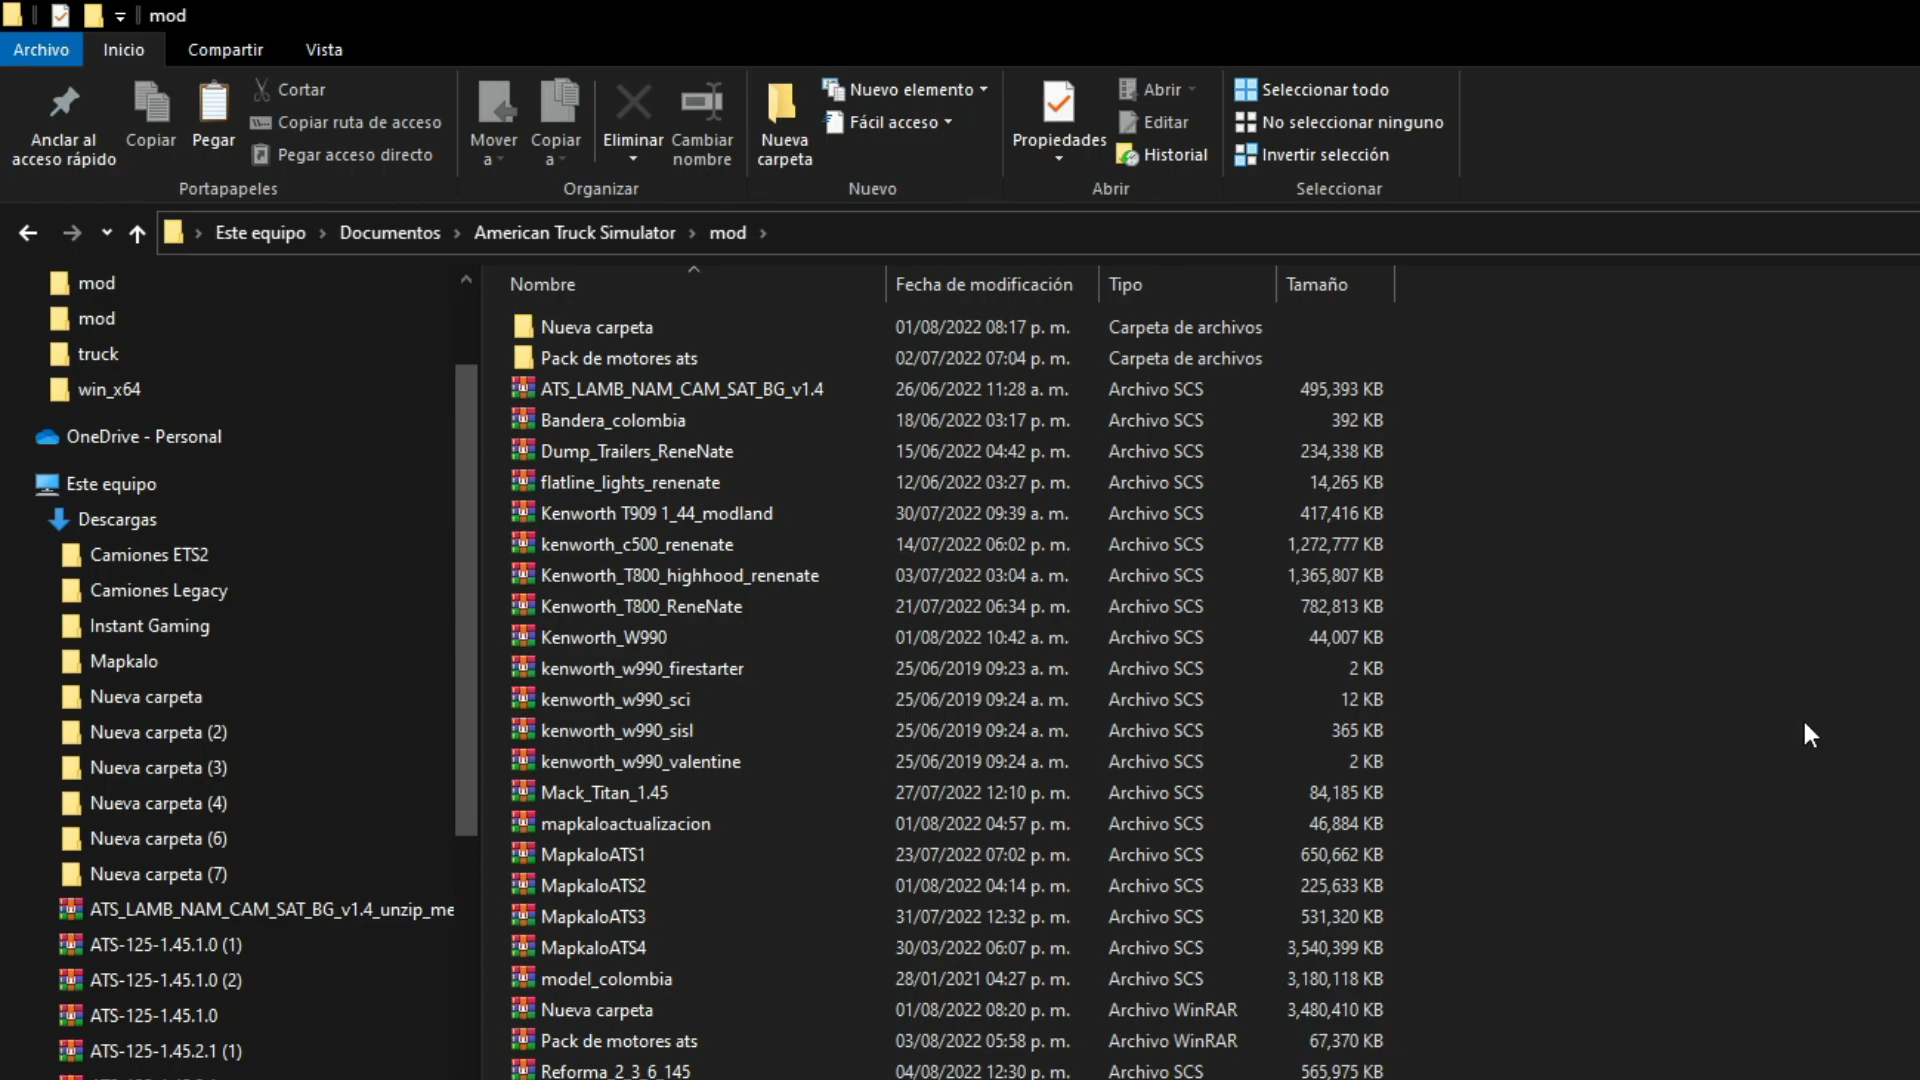 mod
Archivo Inicio Compartir Vista
Anclar al acceso rápido
Copiar
Pegar
Cortar
Copiar ruta de acceso
Pegar acceso directo
Portapapeles
Mover a
Copiar a
Eliminar
Cambiar nombre
Organizar
Nueva carpeta
Nuevo elemento
Fácil acceso
Nuevo
Propiedades
Abrir
Editar
Historial
Abrir
Seleccionar todo
No seleccionar ninguno
Invertir selección
Seleccionar
Este equipo > Documentos > American Truck Simulator > mod >
mod
mod
truck
win_x64
OneDrive - Personal
Este equipo
Descargas
Camiones ETS2
Camiones Legacy
Instant Gaming
Mapkalo
Nueva carpeta
Nueva carpeta (2)
Nueva carpeta (3)
Nueva carpeta (4)
Nueva carpeta (6)
Nueva carpeta (7)
ATS_LAMB_NAM_CAM_SAT_BG_v1.4_unzip_me
ATS-125-1.45.1.0 (1)
ATS-125-1.45.1.0 (2)
ATS-125-1.45.1.0
ATS-125-1.45.2.1 (1)
Nombre Fecha de modificación Tipo Tamaño
Nueva carpeta 01/08/2022 08:17 p. m. Carpeta de archivos
Pack de motores ats 02/07/2022 07:04 p. m. Carpeta de archivos
ATS_LAMB_NAM_CAM_SAT_BG_v1.4 26/06/2022 11:28 a. m. Archivo SCS 495,393 KB
Bandera_colombia 18/06/2022 03:17 p. m. Archivo SCS 392 KB
Dump_Trailers_ReneNate 15/06/2022 04:42 p. m. Archivo SCS 234,338 KB
flatline_lights_renenate 12/06/2022 03:27 p. m. Archivo SCS 14,265 KB
Kenworth T909 1_44_modland 30/07/2022 09:39 a. m. Archivo SCS 417,416 KB
kenworth_c500_renenate 14/07/2022 06:02 p. m. Archivo SCS 1,272,777 KB
Kenworth_T800_highhood_renenate 03/07/2022 03:04 a. m. Archivo SCS 1,365,807 KB
Kenworth_T800_ReneNate 21/07/2022 06:34 p. m. Archivo SCS 782,813 KB
Kenworth_W990 01/08/2022 10:42 a. m. Archivo SCS 44,007 KB
kenworth_w990_firestarter 25/06/2019 09:23 a. m. Archivo SCS 2 KB
kenworth_w990_sci 25/06/2019 09:24 a. m. Archivo SCS 12 KB
kenworth_w990_sisl 25/06/2019 09:24 a. m. Archivo SCS 365 KB
kenworth_w990_valentine 25/06/2019 09:24 a. m. Archivo SCS 2 KB
Mack_Titan_1.45 27/07/2022 12:10 p. m. Archivo SCS 84,185 KB
mapkaloactualizacion 01/08/2022 04:57 p. m. Archivo SCS 46,884 KB
MapkaloATS1 23/07/2022 07:02 p. m. Archivo SCS 650,662 KB
MapkaloATS2 01/08/2022 04:14 p. m. Archivo SCS 225,633 KB
MapkaloATS3 31/07/2022 12:32 p. m. Archivo SCS 531,320 KB
MapkaloATS4 30/03/2022 06:07 p. m. Archivo SCS 3,540,399 KB
model_colombia 28/01/2021 04:27 p. m. Archivo SCS 3,180,118 KB
Nueva carpeta 01/08/2022 08:20 p. m. Archivo WinRAR 3,480,410 KB
Pack de motores ats 03/08/2022 05:58 p. m. Archivo WinRAR 67,370 KB
Reforma_2_3_6_145 04/08/2022 12:30 p. m. Archivo SCS 565,975 KB